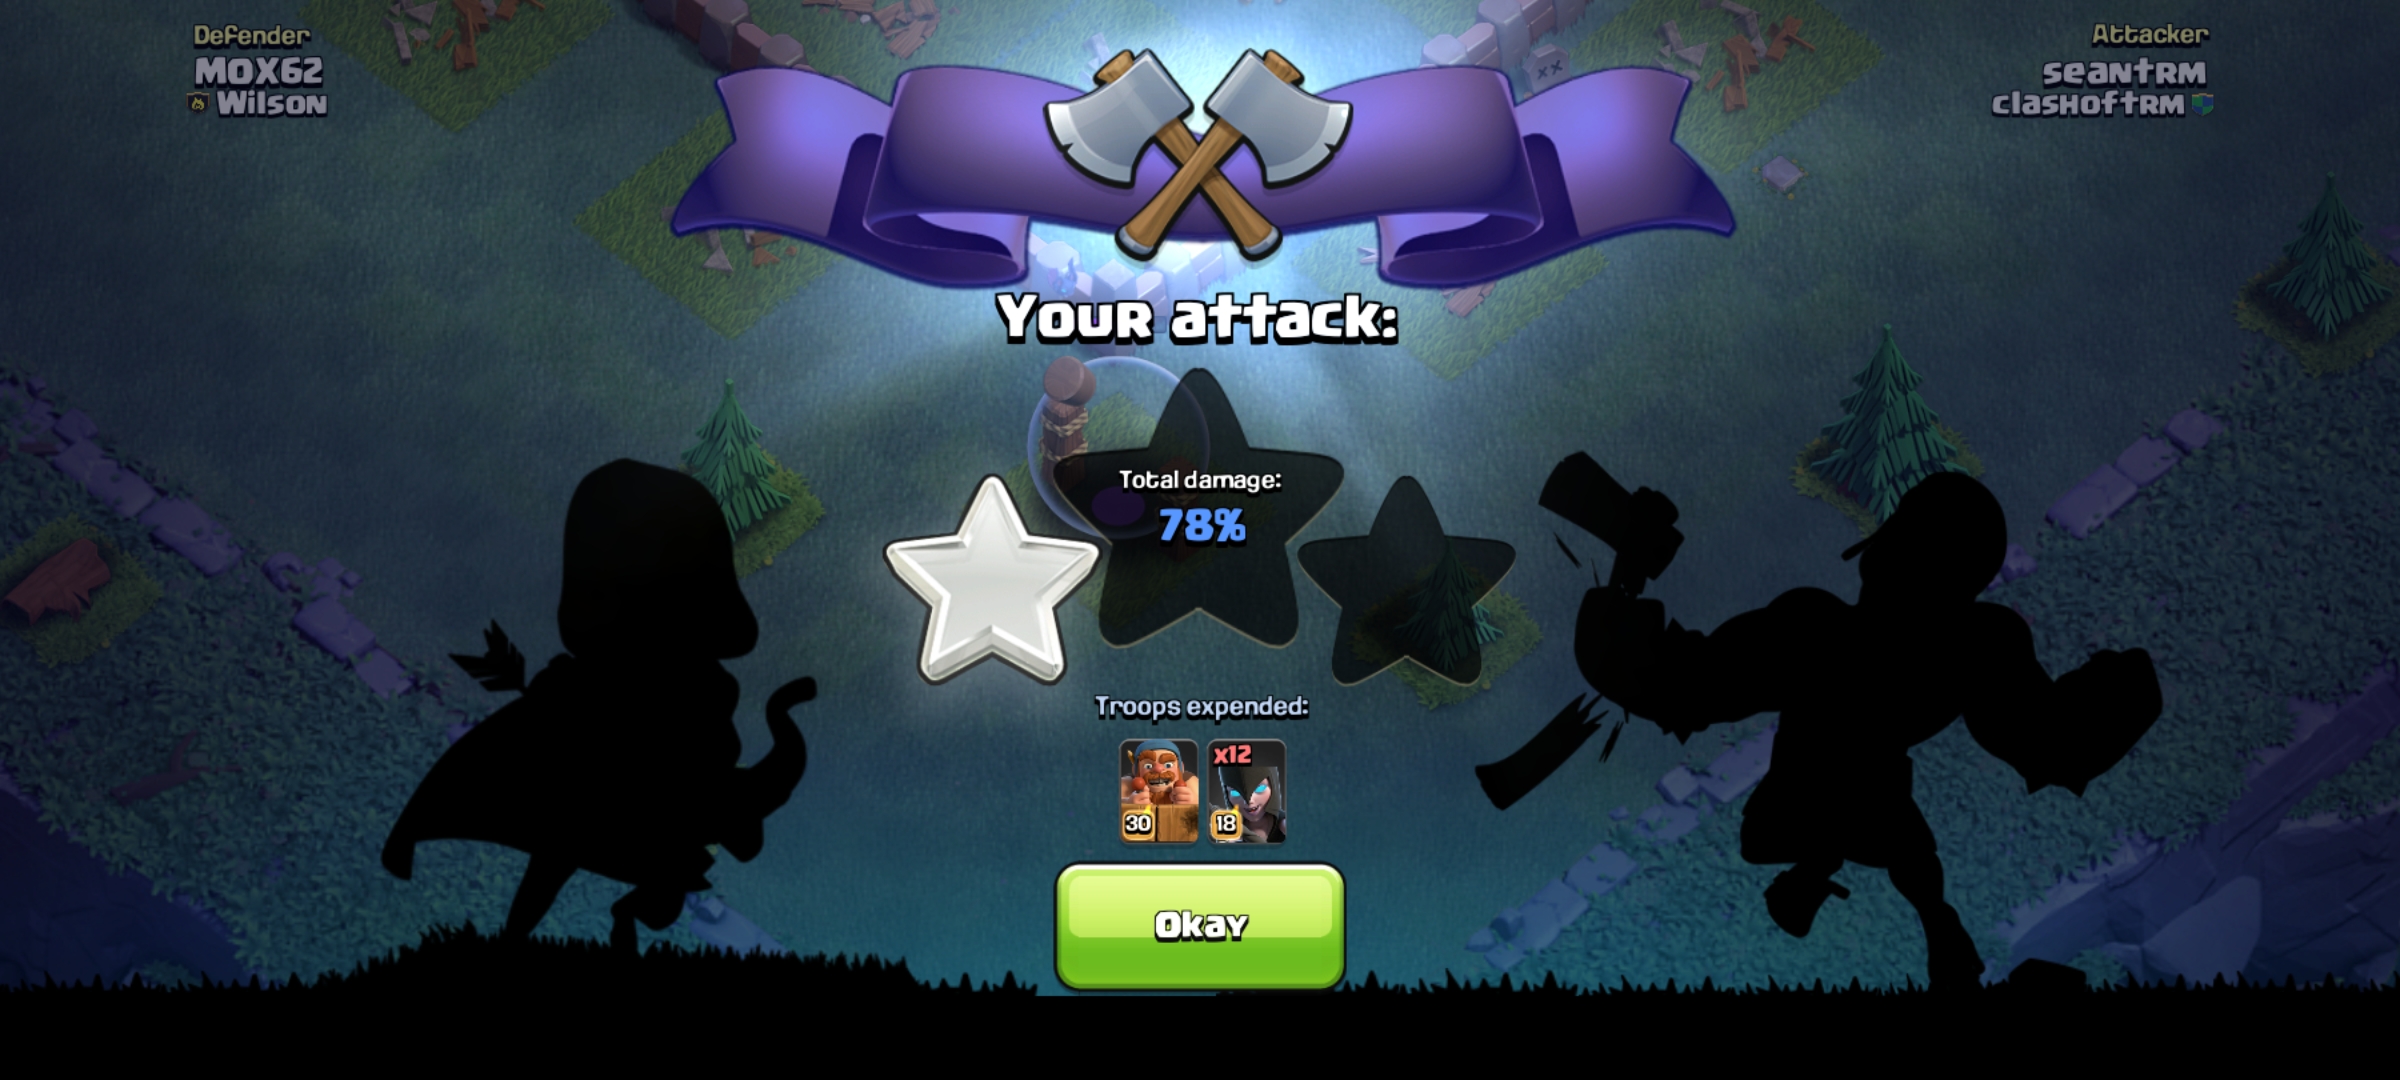 Defender
MOX62
Wilson
Attacker
seantRM
clashoftRM
Your attack:
Total damage:
78%
Troops expended:
x12
30
18
Okay